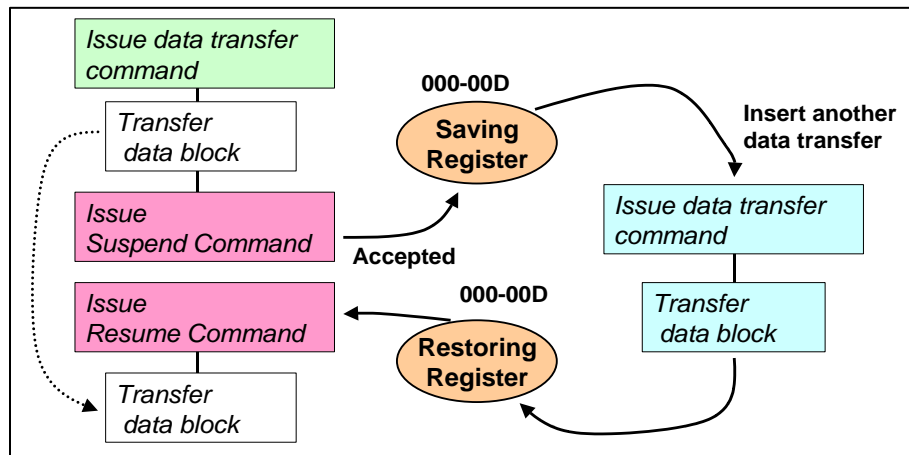 Issue data transfer
command
Transfer
data block
Issue
Suspend Command
Accepted
000-00D
Saving
Register
Insert another
data transfer
Issue data transfer
command
Transfer
data block
000-00D
Restoring
Register
Issue
Resume Command
Transfer
data block